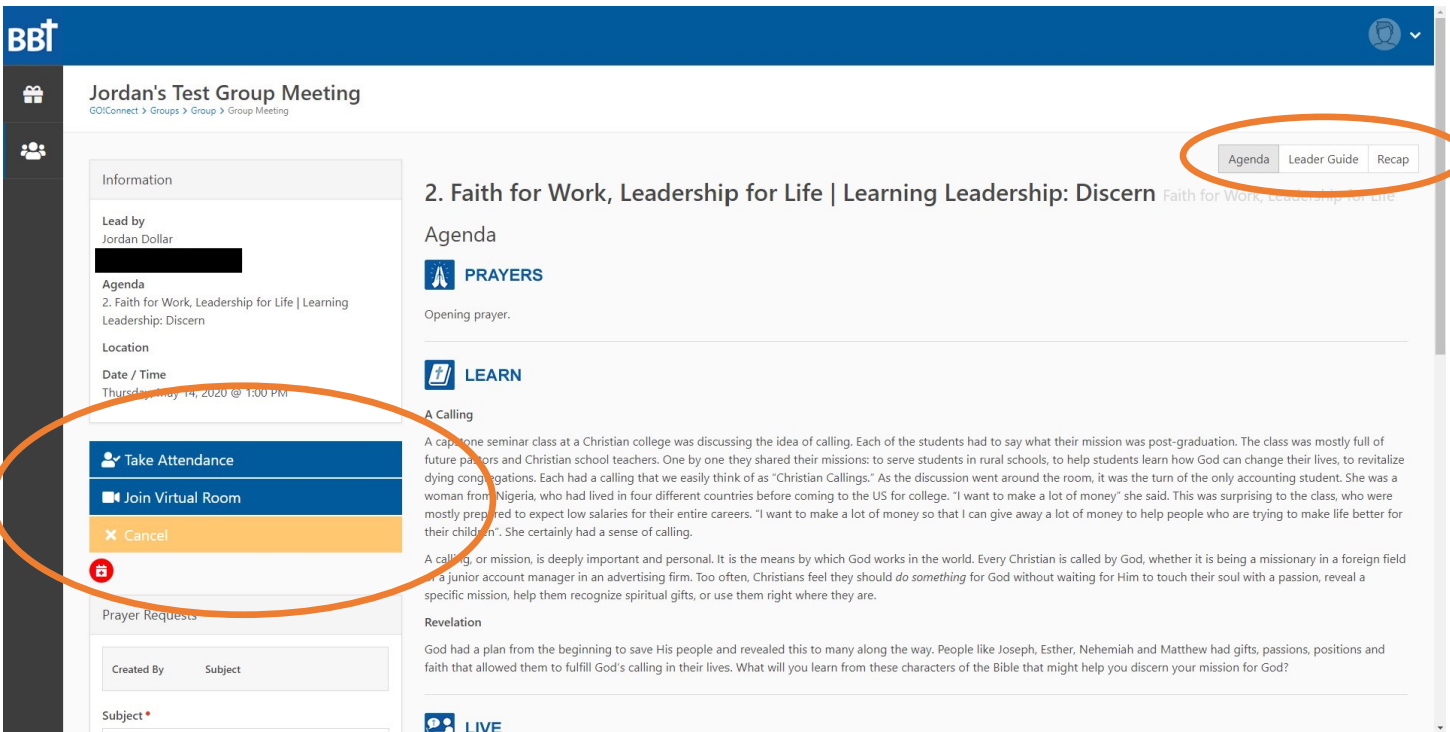 BBT
Jordan's Test Group Meeting
GO!Connect > Groups > Group > Group Meeting
Agenda Leader Guide Recap
Information
Lead by
Jordan Dollar
Agenda
2. Faith for Work, Leadership for Life | Learning
Leadership: Discern
Location
Date / Time
Thursday, May 14, 2020 @ 1:00 PM
Take Attendance
Join Virtual Room
Cancel
Prayer Requests
Created By Subject
Subject *
2. Faith for Work, Leadership for Life | Learning Leadership: Discern Faith for Work, Leadership for Life
Agenda
PRAYERS
Opening prayer.
LEARN
A Calling
A capstone seminar class at a Christian college was discussing the idea of calling. Each of the students had to say what their mission was post-graduation. The class was mostly full of
future pastors and Christian school teachers. One by one they shared their missions: to serve students in rural schools, to help students learn how God can change their lives, to revitalize
dying congregations. Each had a calling that we easily think of as "Christian Callings." As the discussion went around the room, it was the turn of the only accounting student. She was a
woman from Nigeria, who had lived in four different countries before coming to the US for college. "I want to make a lot of money" she said. This was surprising to the class, who were
mostly prepared to expect low salaries for their entire careers. "I want to make a lot of money so that I can give away a lot of money to help people who are trying to make life better for
their children". She certainly had a sense of calling.
A calling, or mission, is deeply important and personal. It is the means by which God works in the world. Every Christian is called by God, whether it is being a missionary in a foreign field
or a junior account manager in an advertising firm. Too often, Christians feel they should do something for God without waiting for Him to touch their soul with a passion, reveal a
specific mission, help them recognize spiritual gifts, or use them right where they are.
Revelation
God had a plan from the beginning to save His people and revealed this to many along the way. People like Joseph, Esther, Nehemiah and Matthew had gifts, passions, positions and
faith that allowed them to fulfill God's calling in their lives. What will you learn from these characters of the Bible that might help you discern your mission for God?
LIVE